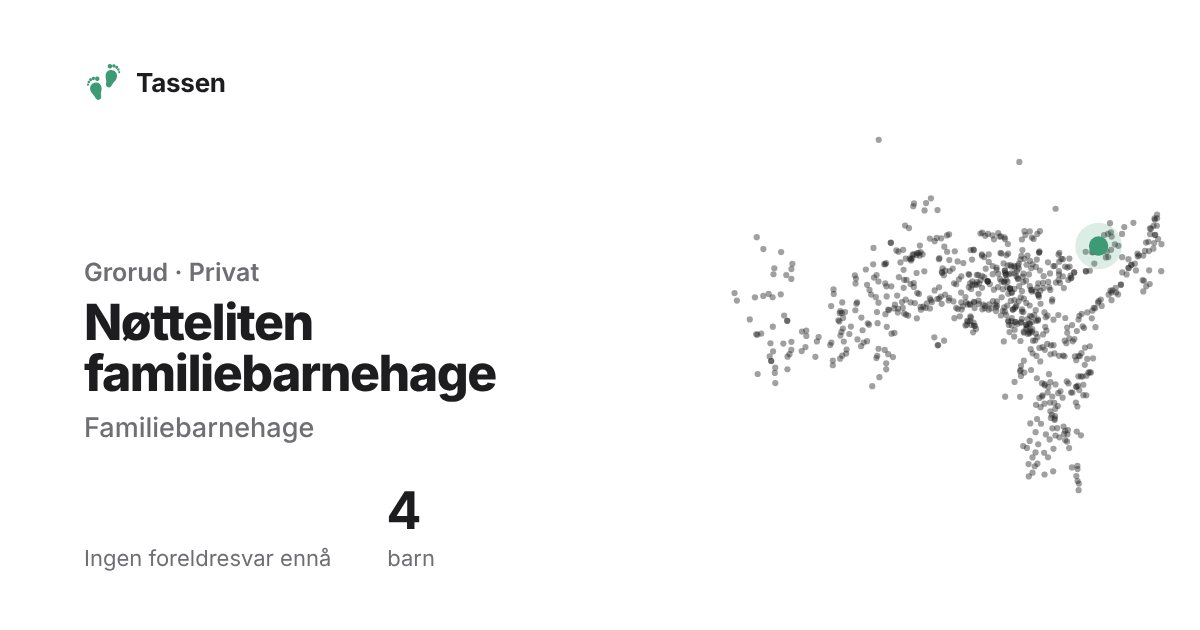 Tassen
Grorud · Privat
Nøtteliten
familiebarnehage
Familiebarnehage
Ingen foreldresvar ennå
4
barn